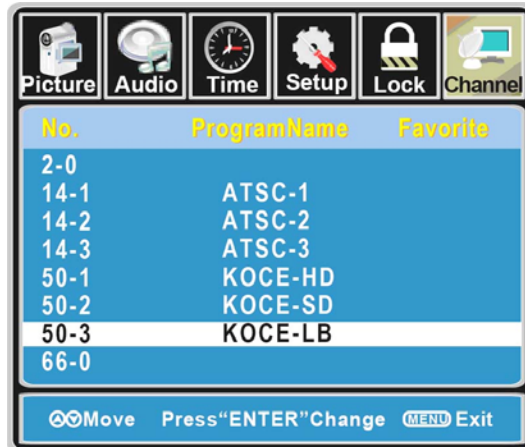 Picture Audio Time Setup Lock Channel
No. ProgramName Favorite
2-0
14-1 ATSC-1
14-2 ATSC-2
14-3 ATSC-3
50-1 KOCE-HD
50-2 KOCE-SD
50-3 KOCE-LB
66-0
Move Press“ENTER”Change MENU Exit